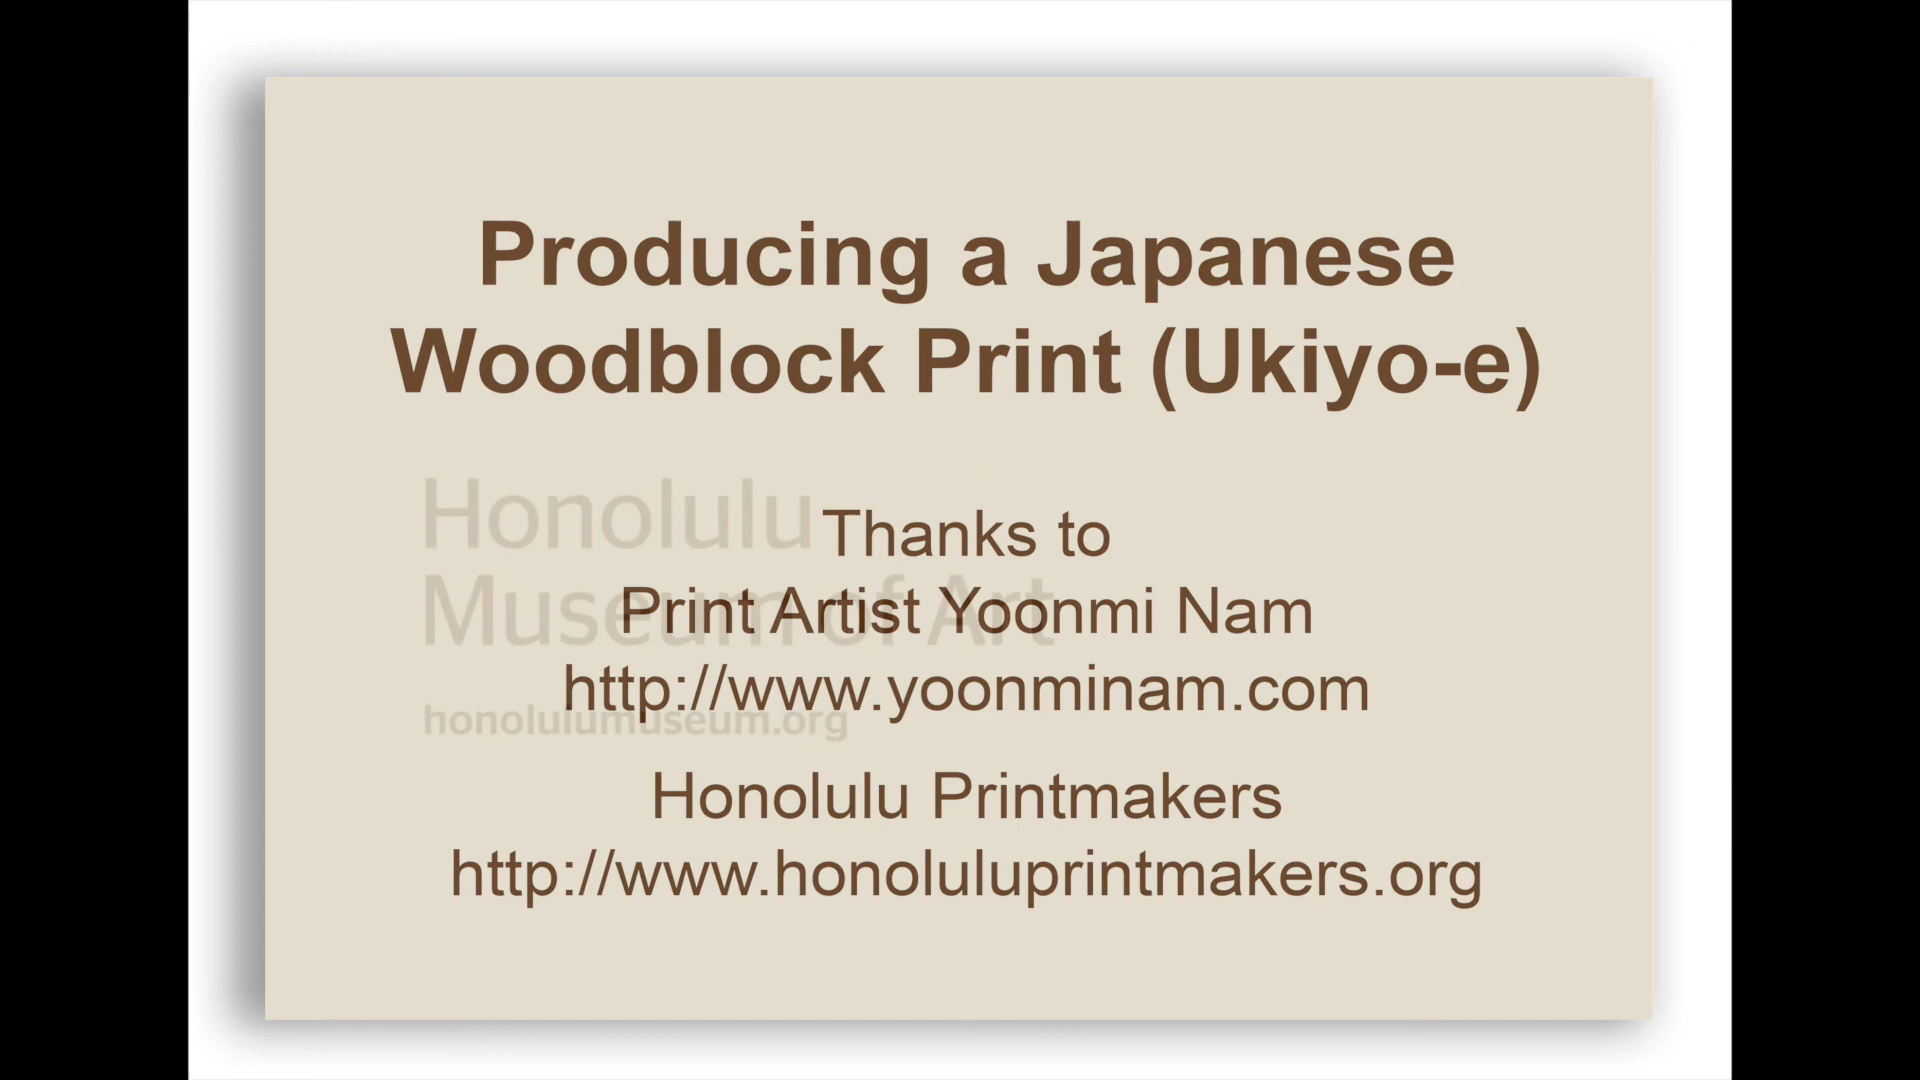 Producing a Japanese
Woodblock Print (Ukiyo-e)
Honolulu
Museum of Art
honolulumuseum.org
Thanks to
Print Artist Yoonmi Nam
http://www.yoonminam.com
Honolulu Printmakers
http://www.honoluluprintmakers.org